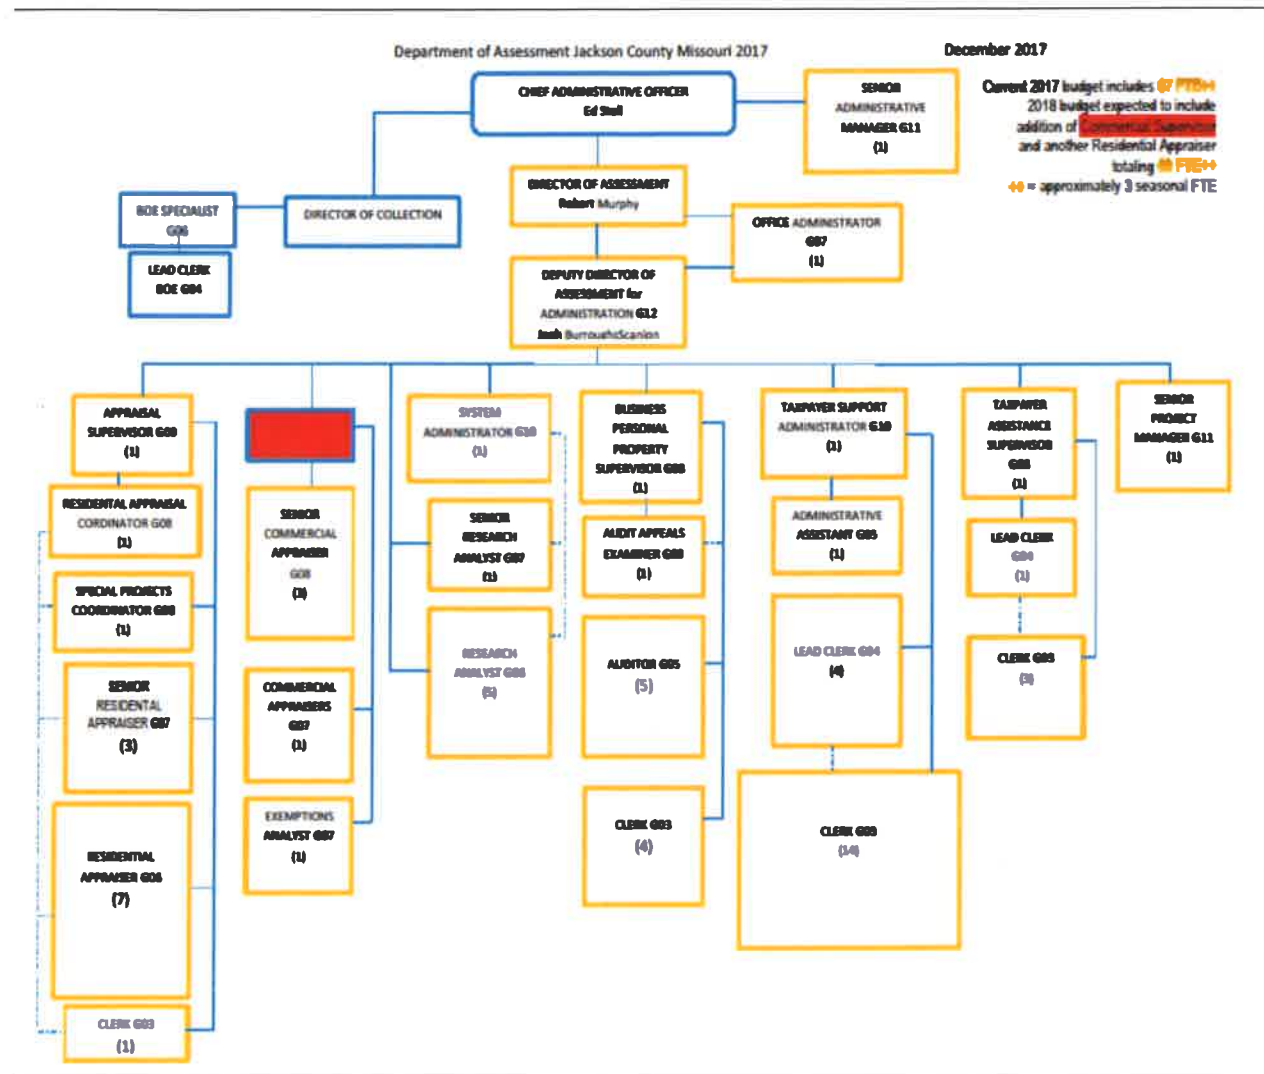 Department of Assessment Jackson County Missouri 2017
December 2017
Current 2017 budget includes
2018 budget expected to include
addition of Commercial Supervisor
and another Residential Appraiser
totaling FTE++
++ = approximately 3 seasonal FTE
CHIEF ADMINISTRATIVE OFFICER
Ed Stoll
SENIOR
ADMINISTRATIVE
MANAGER G11
(1)
DIRECTOR OF ASSESSMENT
Robert Murphy
BOE SPECIALIST
G06
DIRECTOR OF COLLECTION
OFFICE ADMINISTRATOR
G07
(1)
LEAD CLERK
BOE G04
DEPUTY DIRECTOR OF
ASSESSMENT for
ADMINISTRATION G12
BurroughsScanlon
APPRAISAL
SUPERVISOR G09
(1)
RESIDENTIAL APPRAISAL
CORDINATOR G08
(1)
SPECIAL PROJECTS
COORDINATOR G08
(1)
SENIOR
RESIDENTAL
APPRAISER G07
(3)
RESIDENTIAL
APPRAISER G06
(7)
CLERK G03
(1)
SENIOR
COMMERCIAL
APPRAISER
G08
(3)
COMMERCIAL
APPRAISERS
G07
(1)
EXEMPTIONS
ANALYST G07
(1)
SYSTEM
ADMINISTRATOR G10
(1)
SENIOR
RESEARCH
ANALYST G07
(1)
RESEARCH
ANALYST G06
(5)
BUSINESS
PERSONAL
PROPERTY
SUPERVISOR G08
(1)
AUDIT APPEALS
EXAMINER G08
(1)
AUDITOR G05
(5)
CLERK G03
(4)
TAXPAYER SUPPORT
ADMINISTRATOR G10
(1)
ADMINISTRATIVE
ASSISTANT G05
(1)
LEAD CLERK G04
(4)
CLERK G03
(14)
TAXPAYER
ASSISTANCE
SUPERVISOR
G08
(1)
LEAD CLERK
G04
(1)
CLERK G03
(3)
SENIOR
PROJECT
MANAGER G11
(1)